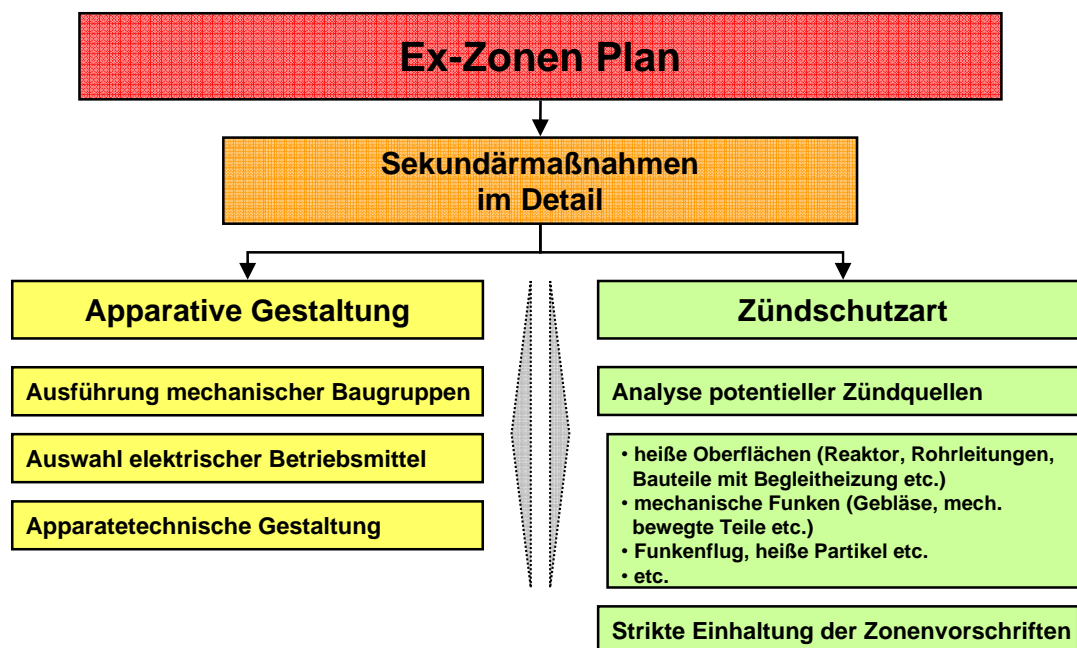 Ex-Zonen Plan
Sekundärmaßnahmen
im Detail
Apparative Gestaltung
Ausführung mechanischer Baugruppen
Auswahl elektrischer Betriebsmittel
Apparatetechnische Gestaltung
Zündschutzart
Analyse potentieller Zündquellen
• heiße Oberflächen (Reaktor, Rohrleitungen,
Bauteile mit Begleitheizung etc.)
• mechanische Funken (Gebläse, mech.
bewegte Teile etc.)
• Funkenflug, heiße Partikel etc.
• etc.
Strikte Einhaltung der Zonenvorschriften